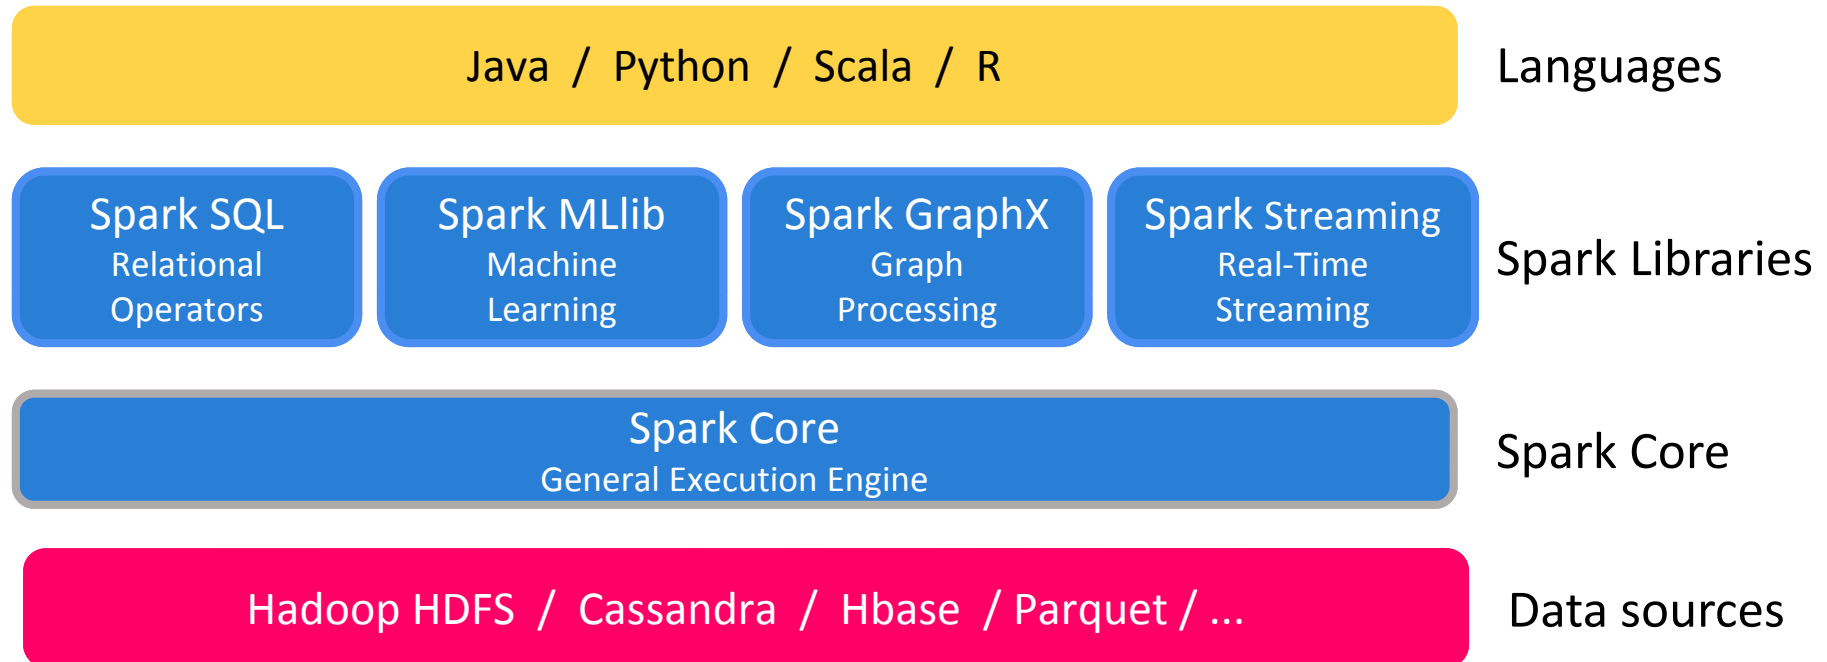 Java / Python / Scala / R
Languages
Spark SQL
Relational
Operators
Spark MLlib
Machine
Learning
Spark GraphX
Graph
Processing
Spark Streaming
Real-Time
Streaming
Spark Libraries
Spark Core
General Execution Engine
Spark Core
Hadoop HDFS / Cassandra / Hbase / Parquet / ...
Data sources